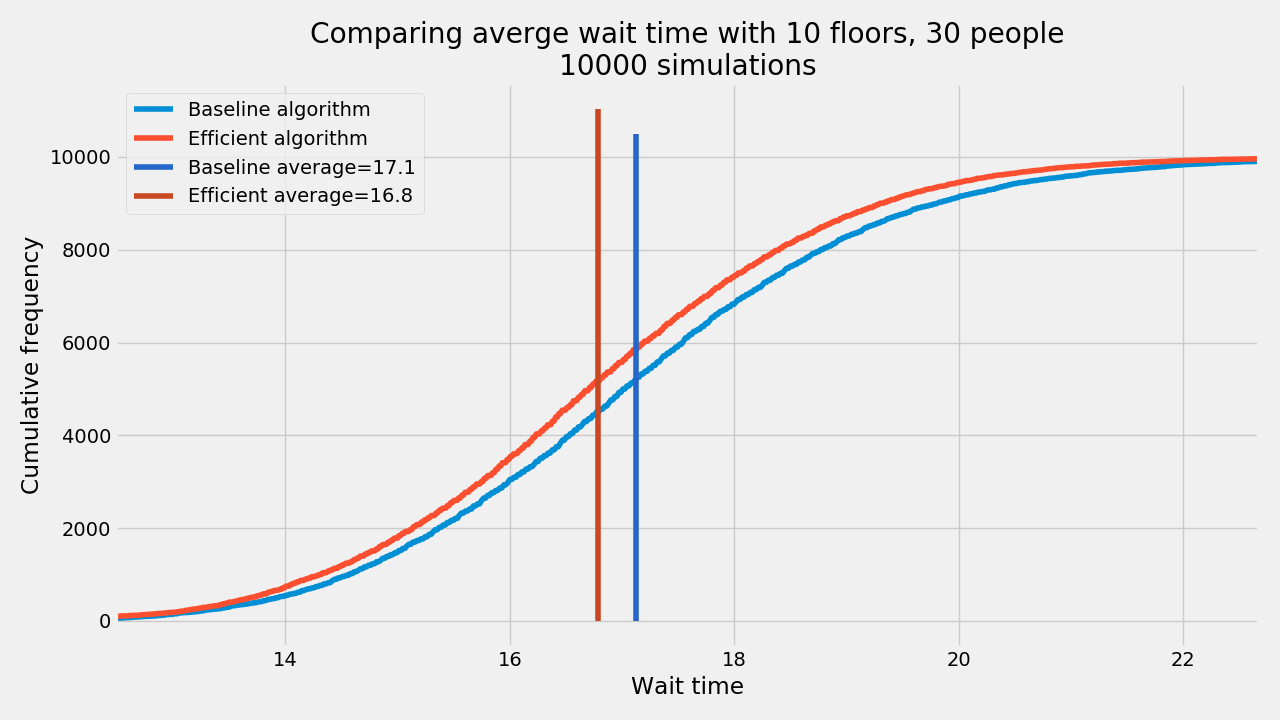 Comparing averge wait time with 10 floors, 30 people
10000 simulations
Baseline algorithm
Efficient algorithm
Baseline average=17.1
Efficient average=16.8
Cumulative frequency
10000
8000
6000
4000
2000
0
14 16 18 20 22
Wait time